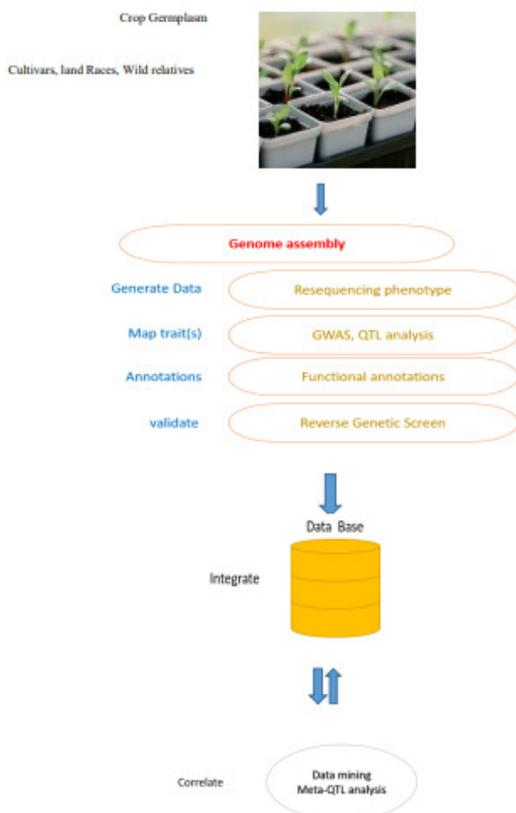 Crop Germplasm
Cultivars, land Races, Wild relatives
Genome assembly
Generate Data Resequencing phenotype
Map trait(s) GWAS, QTL analysis
Annotations Functional annotations
validate Reverse Genetic Screen
Data Base
Integrate
Correlate
Data mining
Meta-QTL analysis